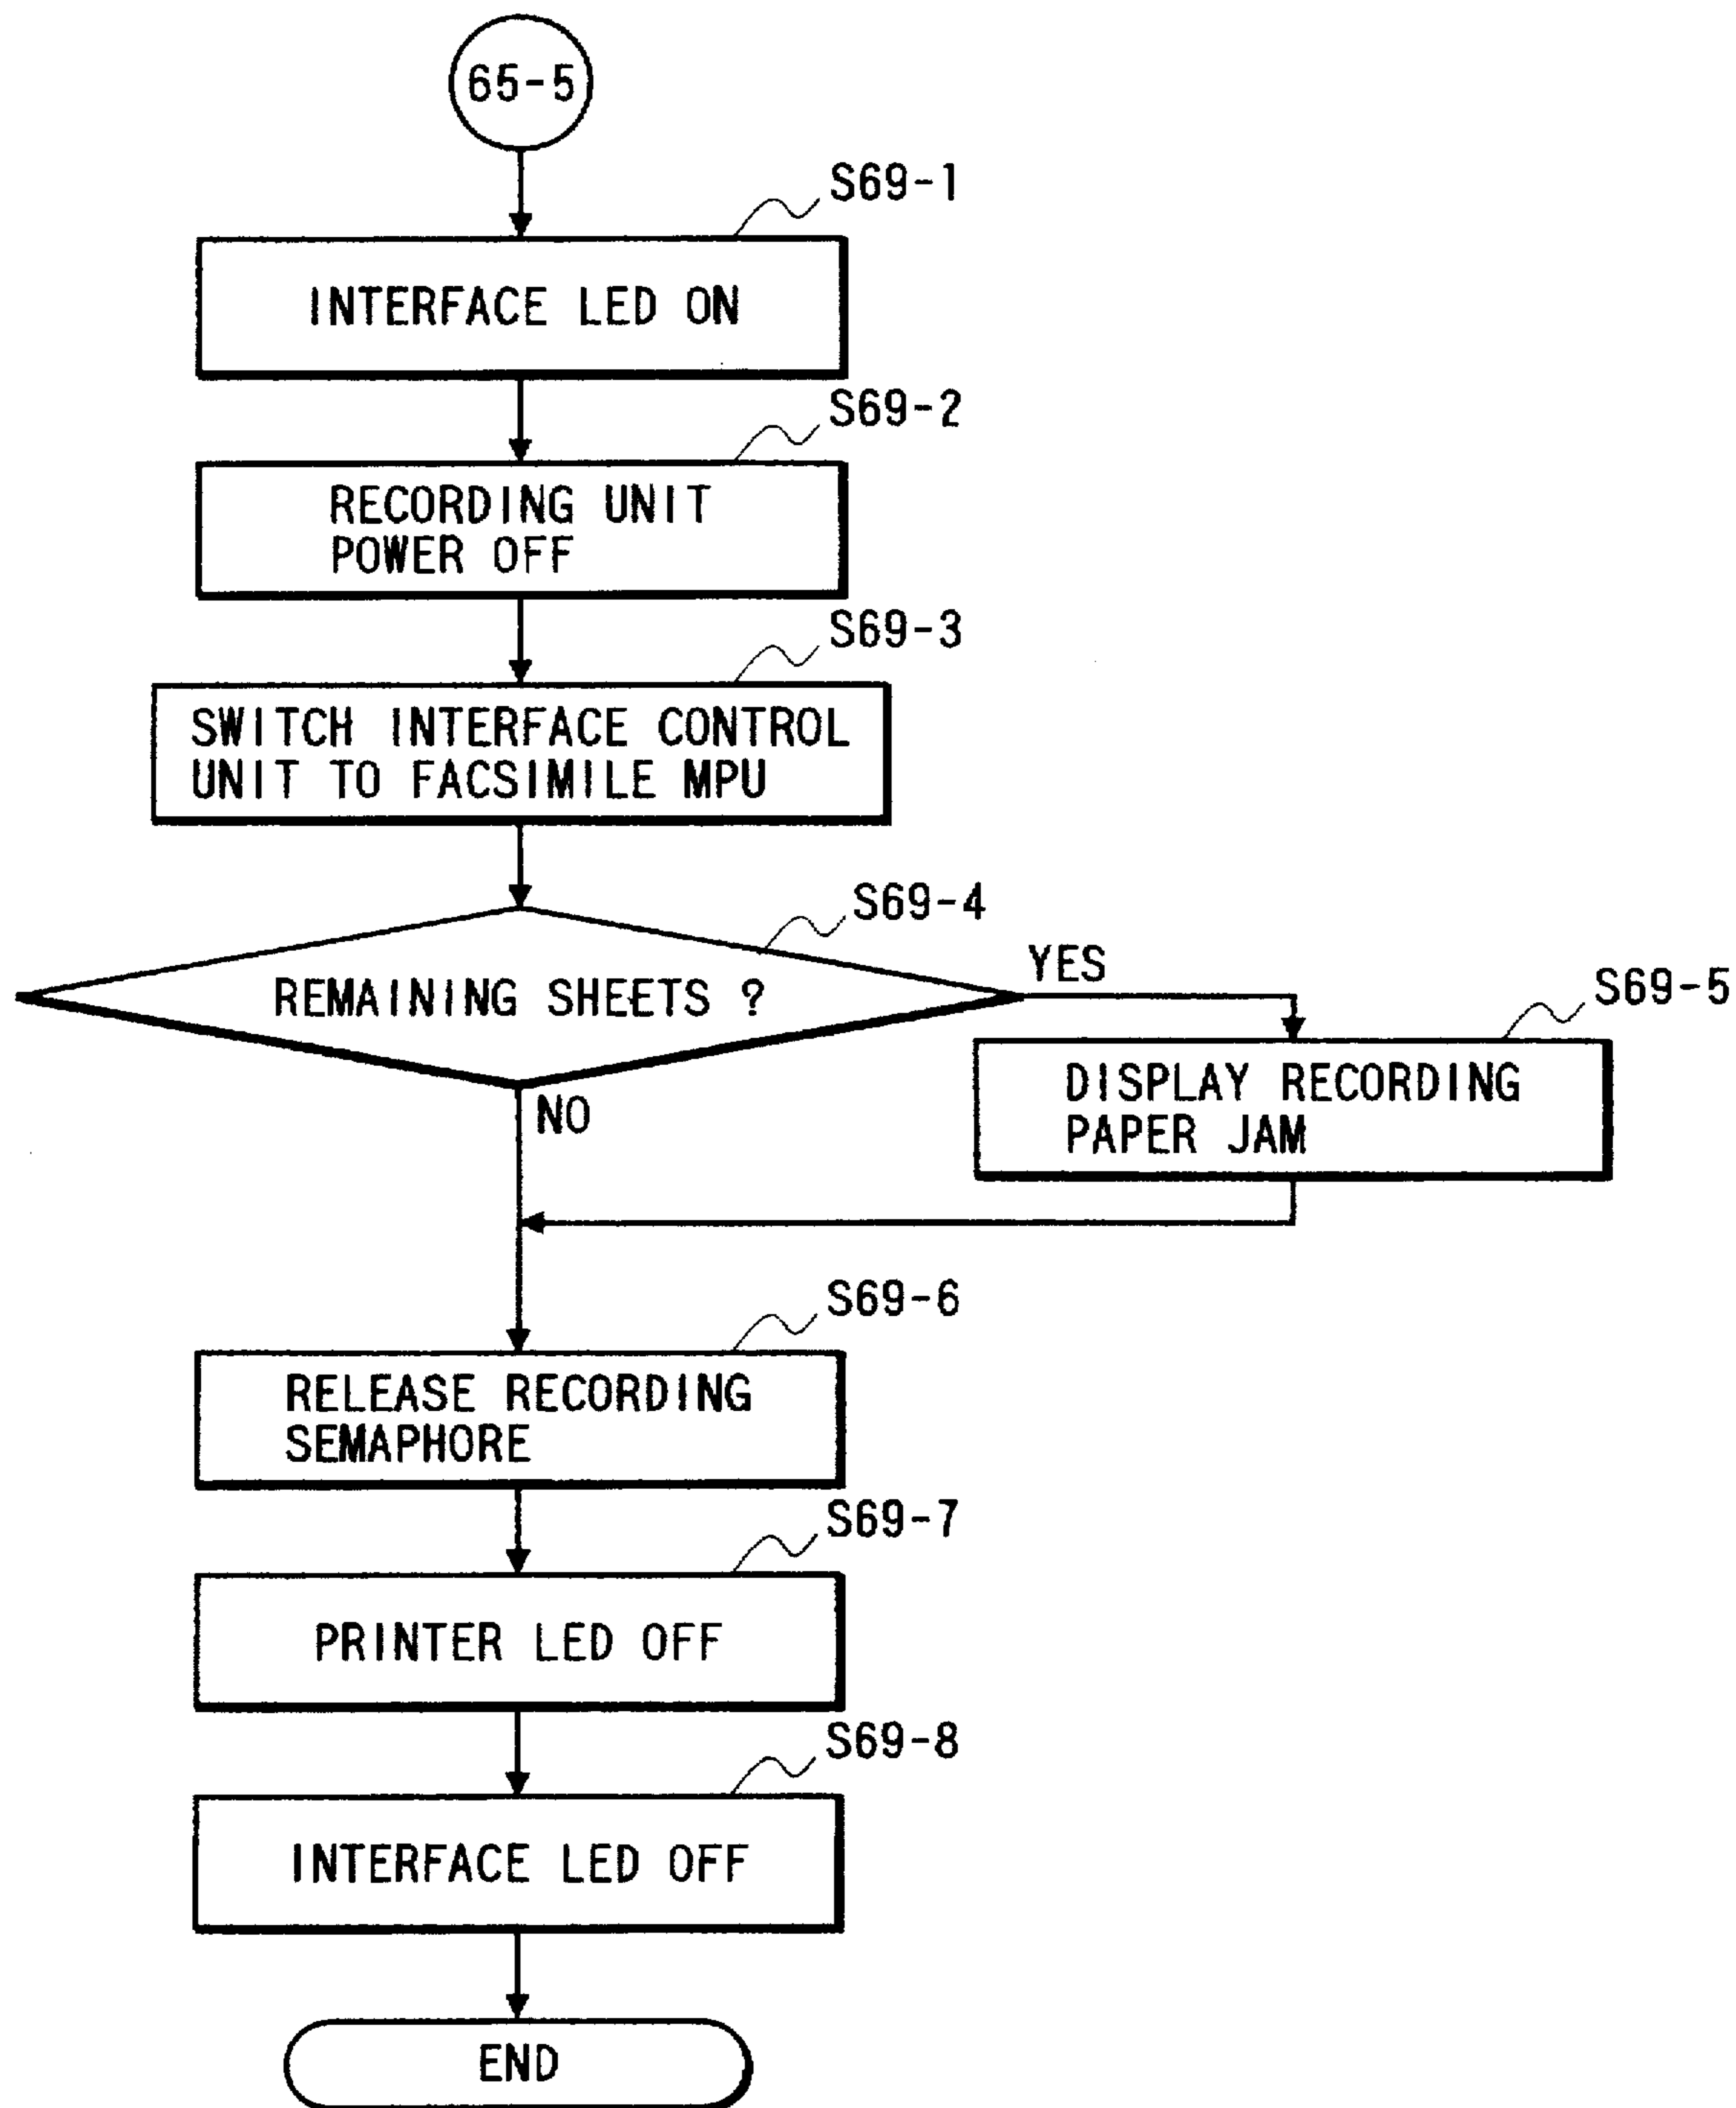 65-5
S69-1
INTERFACE LED ON
S69-2
RECORDING UNIT
POWER OFF
S69-3
SWITCH INTERFACE CONTROL
UNIT TO FACSIMILE MPU
S69-4
REMAINING SHEETS ?
YES
S69-5
DISPLAY RECORDING
PAPER JAM
NO
S69-6
RELEASE RECORDING
SEMAPHORE
S69-7
PRINTER LED OFF
S69-8
INTERFACE LED OFF
END